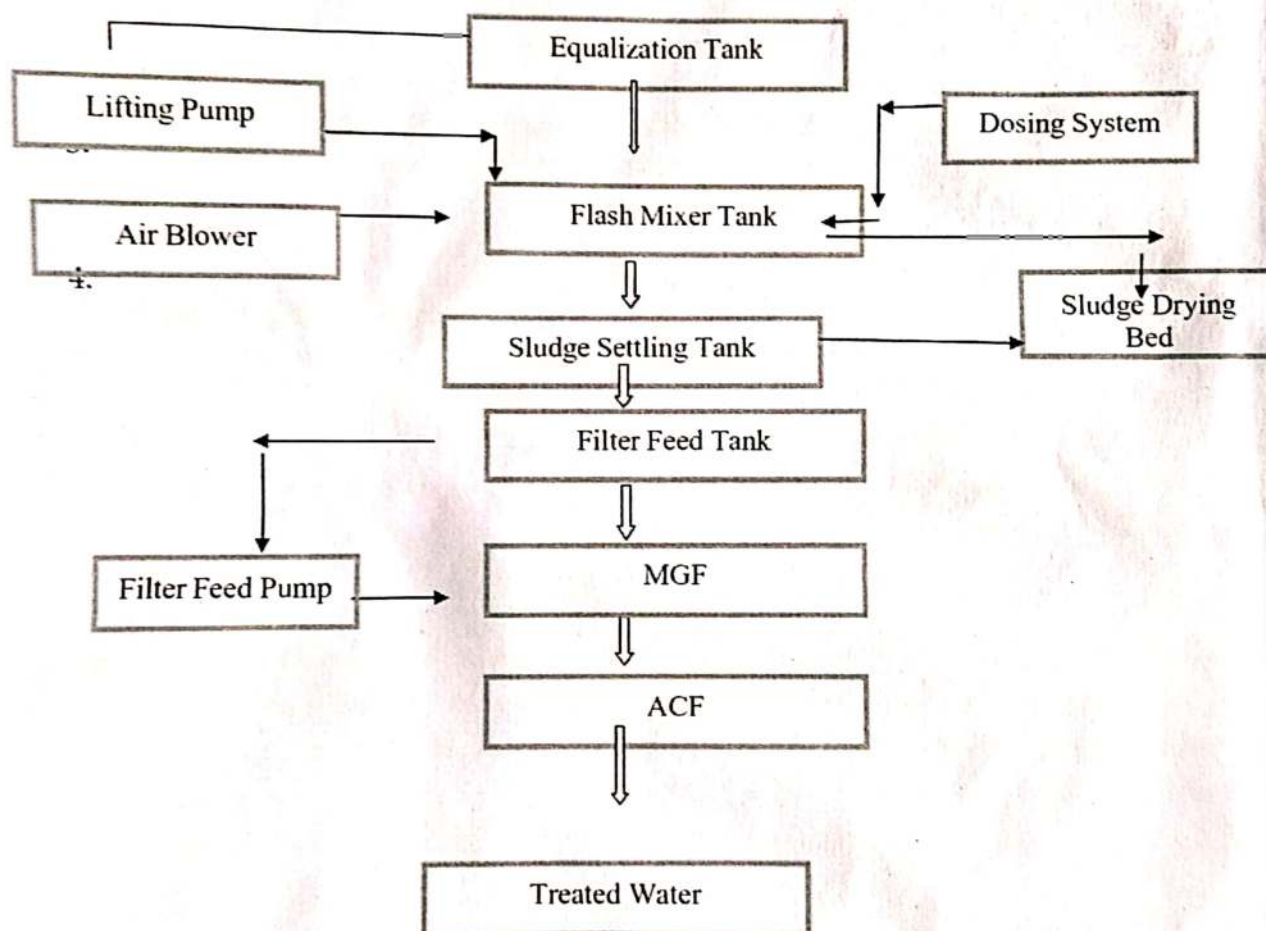 Equalization Tank
Lifting Pump
Dosing System
Flash Mixer Tank
Air Blower
4.
Sludge Drying
Bed
Sludge Settling Tank
Filter Feed Tank
Filter Feed Pump
MGF
ACF
Treated Water